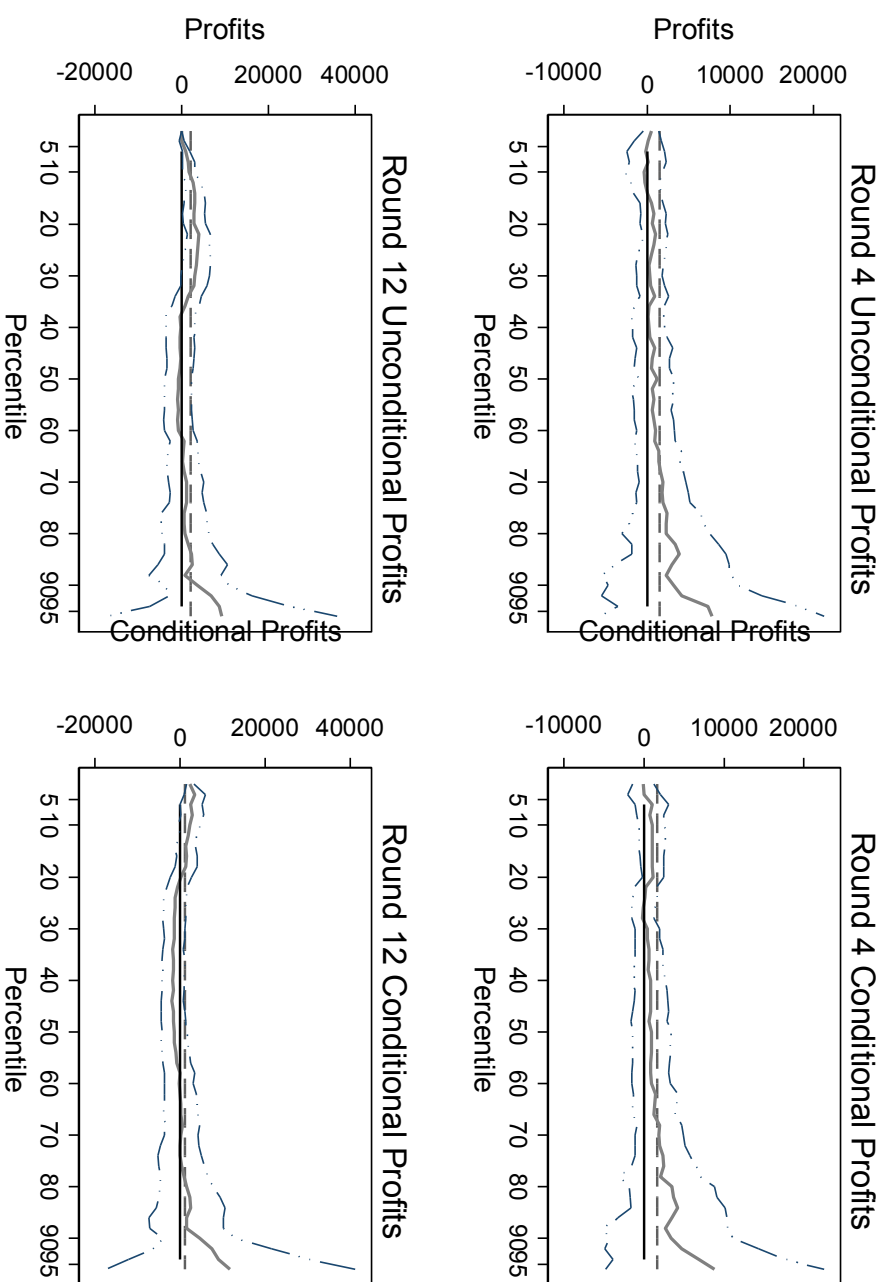 Round 4 Unconditional Profits
Profits
-10000 0 10000 20000
5 10 20 30 40 50 60 70 80 90 95
Percentile
Round 4 Conditional Profits
Conditional Profits
-10000 0 10000 20000
5 10 20 30 40 50 60 70 80 90 95
Percentile
Round 12 Unconditional Profits
Profits
-20000 0 20000 40000
5 10 20 30 40 50 60 70 80 90 95
Percentile
Round 12 Conditional Profits
Conditional Profits
-20000 0 20000 40000
5 10 20 30 40 50 60 70 80 90 95
Percentile